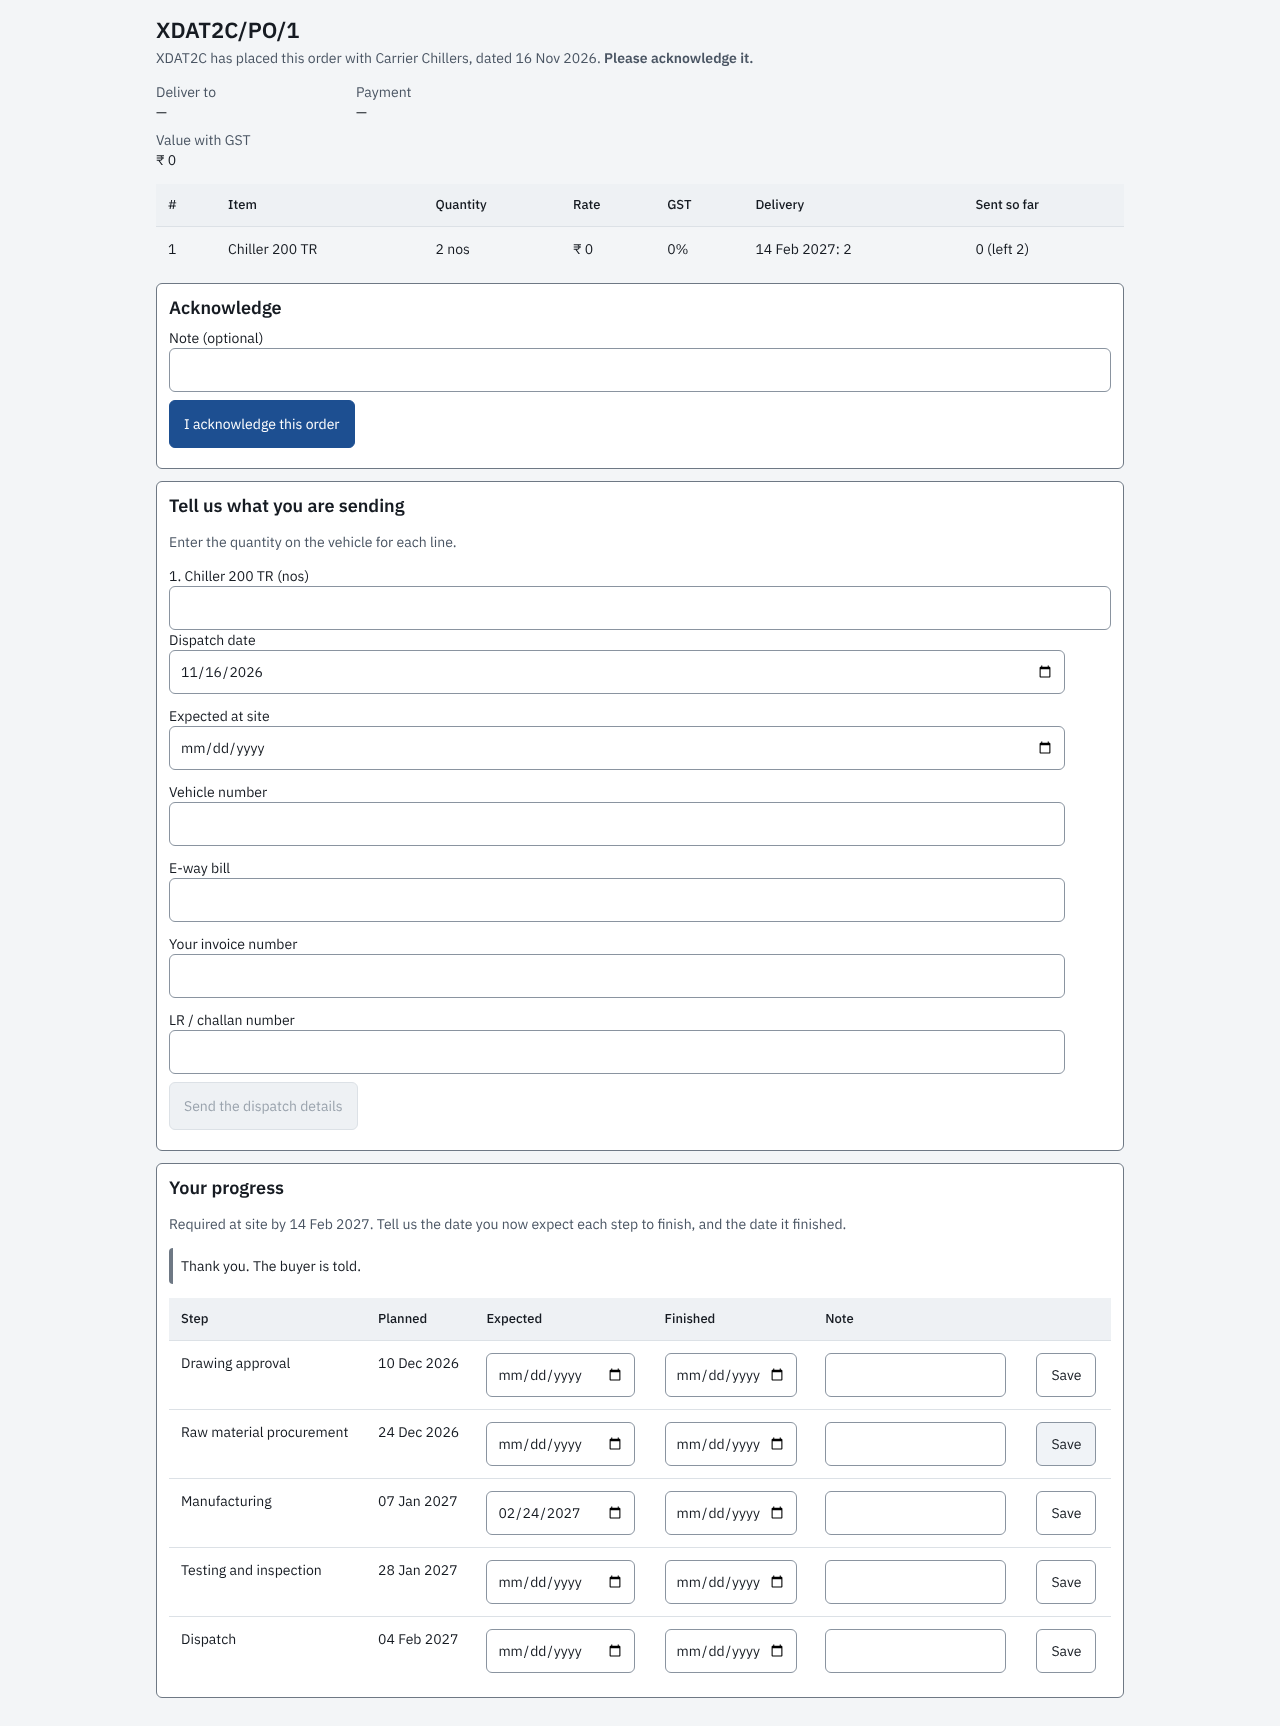 XDAT2C/PO/1
XDAT2C has placed this order with Carrier Chillers, dated 16 Nov 2026. Please acknowledge it.
Deliver to Payment
— —
Value with GST
₹ 0
# Item Quantity Rate GST Delivery Sent so far
1 Chiller 200 TR 2 nos ₹ 0 0% 14 Feb 2027: 2 0 (left 2)
Acknowledge
Note (optional)
I acknowledge this order
Tell us what you are sending
Enter the quantity on the vehicle for each line.
1. Chiller 200 TR (nos)
Dispatch date
11/16/2026
Expected at site
mm/dd/yyyy
Vehicle number
E-way bill
Your invoice number
LR / challan number
Send the dispatch details
Your progress
Required at site by 14 Feb 2027. Tell us the date you now expect each step to finish, and the date it finished.
Thank you. The buyer is told.
Step Planned Expected Finished Note
Drawing approval 10 Dec 2026 mm/dd/yyyy mm/dd/yyyy Save
Raw material procurement 24 Dec 2026 mm/dd/yyyy mm/dd/yyyy Save
Manufacturing 07 Jan 2027 02/24/2027 mm/dd/yyyy Save
Testing and inspection 28 Jan 2027 mm/dd/yyyy mm/dd/yyyy Save
Dispatch 04 Feb 2027 mm/dd/yyyy mm/dd/yyyy Save